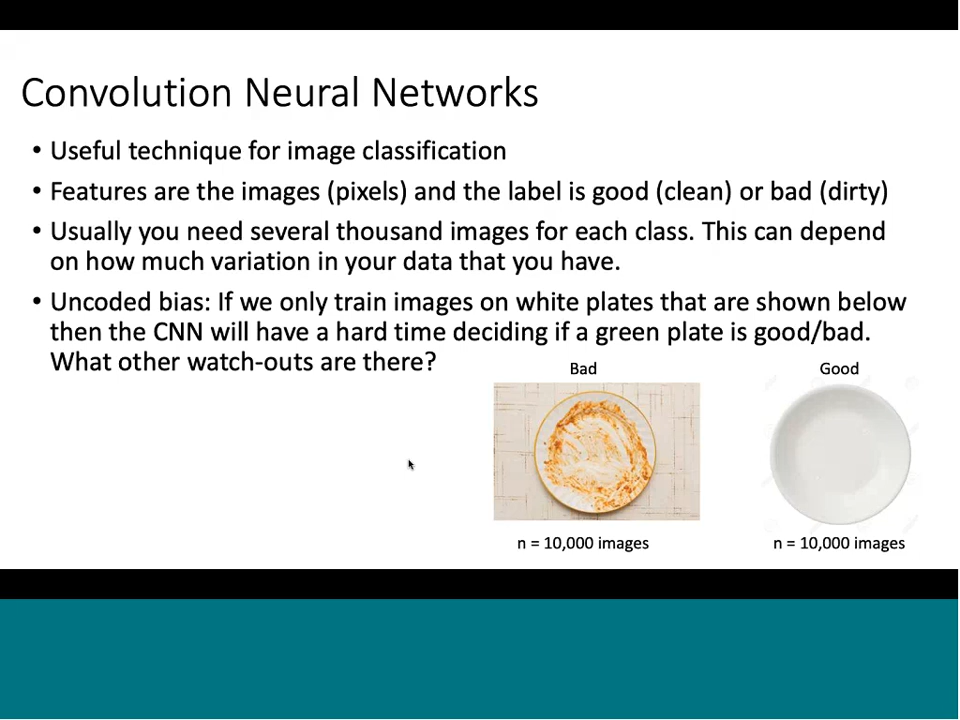 Convolution Neural Networks
• Useful technique for image classification
• Features are the images (pixels) and the label is good (clean) or bad (dirty)
• Usually you need several thousand images for each class. This can depend
on how much variation in your data that you have.
• Uncoded bias: If we only train images on white plates that are shown below
then the CNN will have a hard time deciding if a green plate is good/bad.
What other watch-outs are there?
Bad
Good
n = 10,000 images
n = 10,000 images